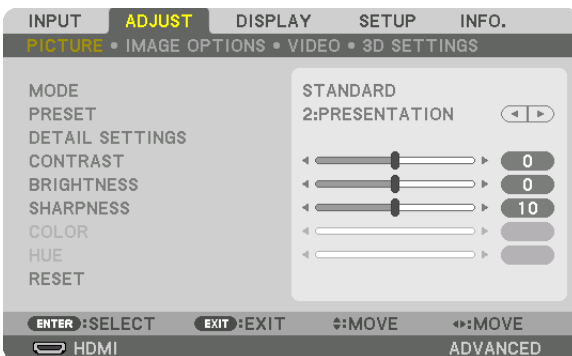 INPUT ADJUST DISPLAY SETUP INFO.
PICTURE • IMAGE OPTIONS • VIDEO • 3D SETTINGS
MODE STANDARD
PRESET 2:PRESENTATION
DETAIL SETTINGS
CONTRAST 0
BRIGHTNESS 0
SHARPNESS 10
COLOR
HUE
RESET
ENTER :SELECT EXIT :EXIT :MOVE :MOVE
HDMI ADVANCED